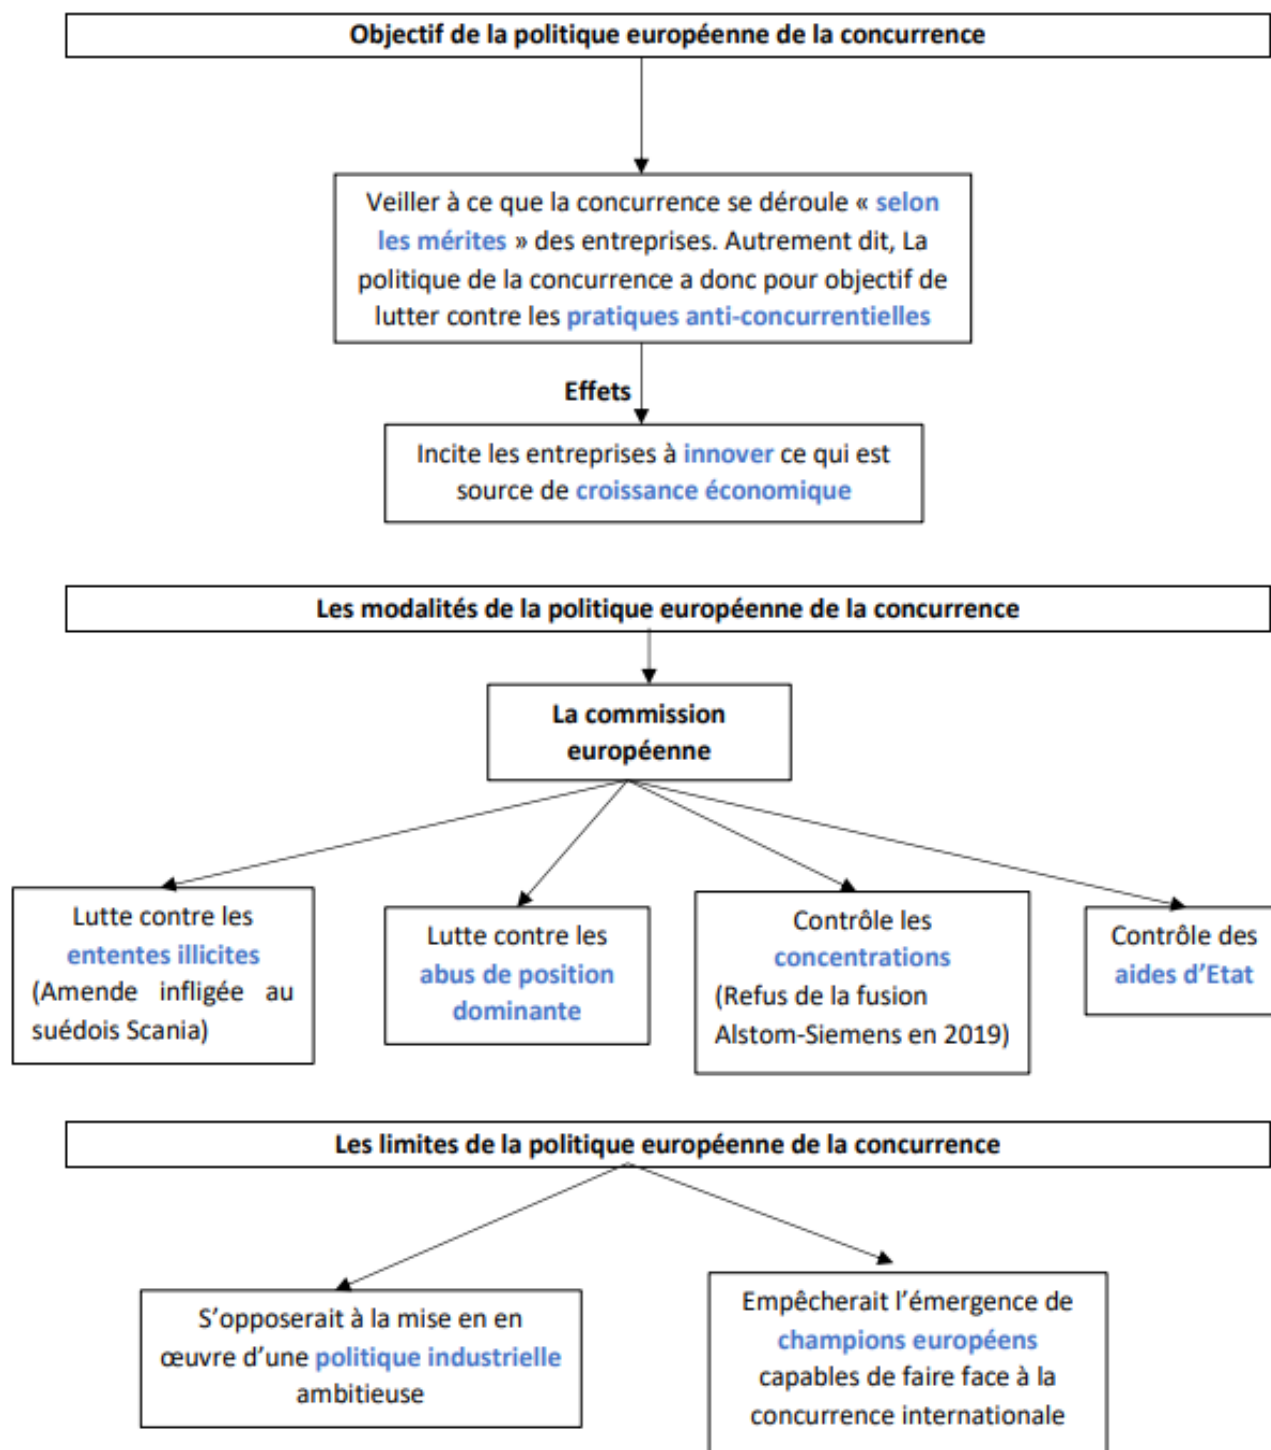 Objectif de la politique européenne de la concurrence
Veiller à ce que la concurrence se déroule « selon
les mérites » des entreprises. Autrement dit, La
politique de la concurrence a donc pour objectif de
lutter contre les pratiques anti-concurrentielles
Effets
Incite les entreprises à innover ce qui est
source de croissance économique
Les modalités de la politique européenne de la concurrence
La commission
européenne
Lutte contre les
ententes illicites
(Amende infligée au
suédois Scania)
Lutte contre les
abus de position
dominante
Contrôle les
concentrations
(Refus de la fusion
Alstom-Siemens en 2019)
Contrôle des
aides d’Etat
Les limites de la politique européenne de la concurrence
S’opposerait à la mise en en
œuvre d’une politique industrielle
ambitieuse
Empêcherait l’émergence de
champions européens
capables de faire face à la
concurrence internationale